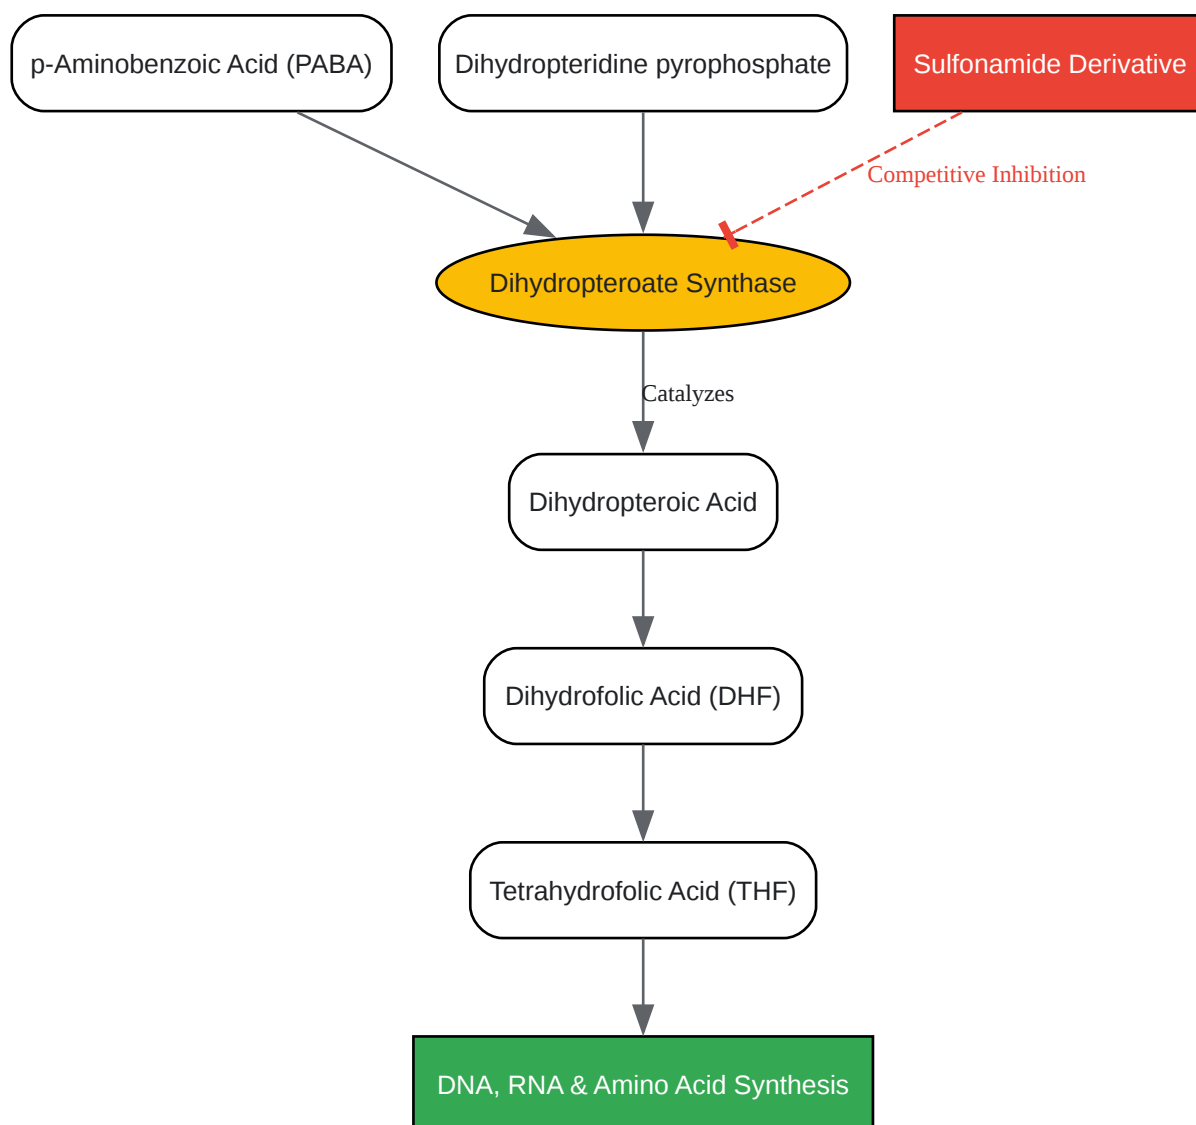 p-Aminobenzoic Acid (PABA)
Dihydropteridine pyrophosphate
Sulfonamide Derivative
Competitive Inhibition
Dihydropteroate Synthase
Catalyzes
Dihydropteroic Acid
Dihydrofolic Acid (DHF)
Tetrahydrofolic Acid (THF)
DNA, RNA & Amino Acid Synthesis